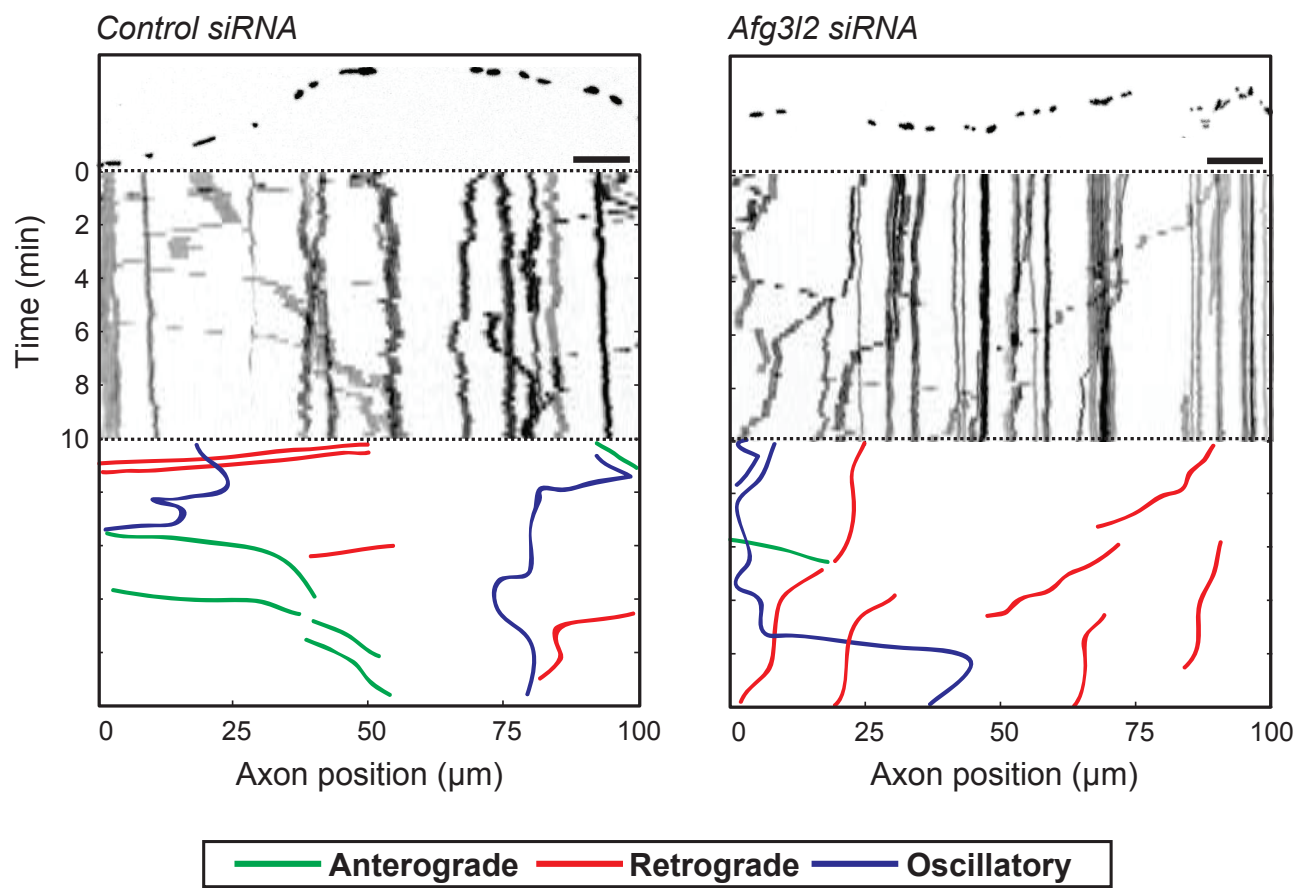 Control siRNA
Afg3l2 siRNA
0
2
4
6
8
10
Time (min)
0 25 50 75 100
0 25 50 75 100
Axon position (μm)
Axon position (μm)
Anterograde Retrograde Oscillatory